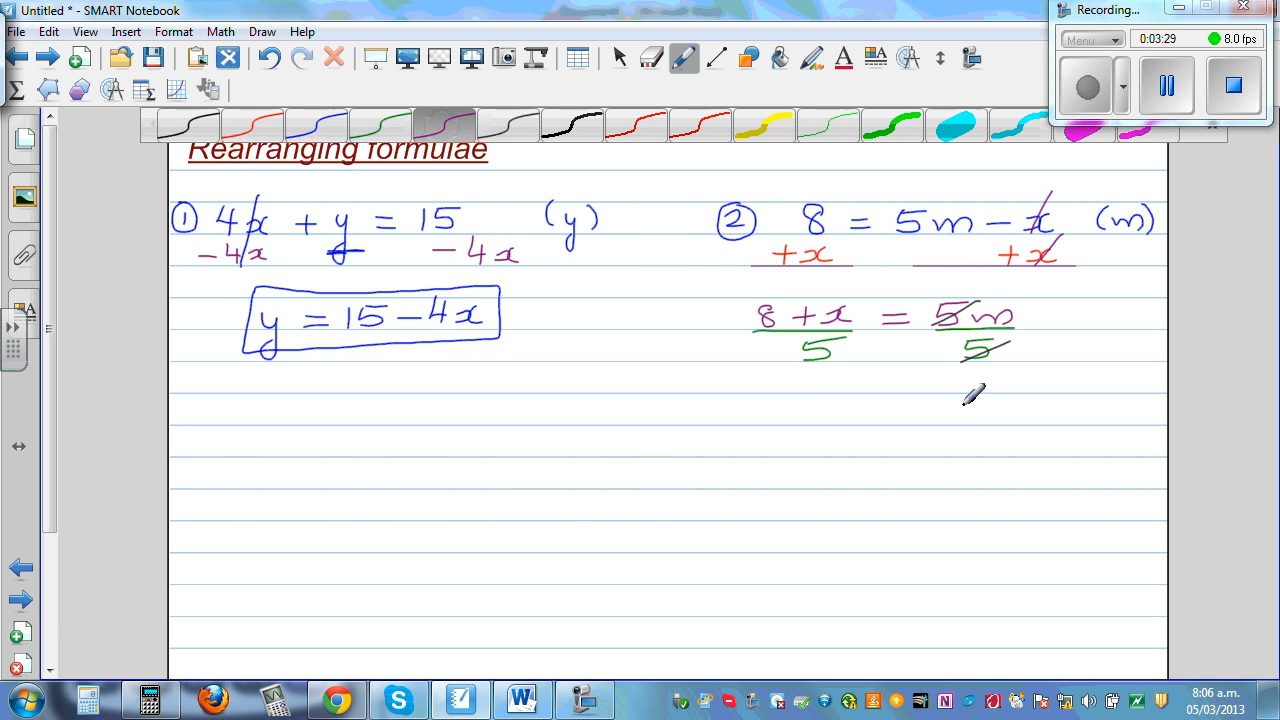 Untitled * - SMART Notebook
File Edit View Insert Format Math Draw Help
Recording...
Menu
0:03:29
8.0 fps
Rearranging formulae
① 4x + y = 15 (y)
-4x -4x
y = 15 - 4x
② 8 = 5m - x (m)
+x +x
8 + x = 5m
5 5
8:06 a.m.
05/03/2013